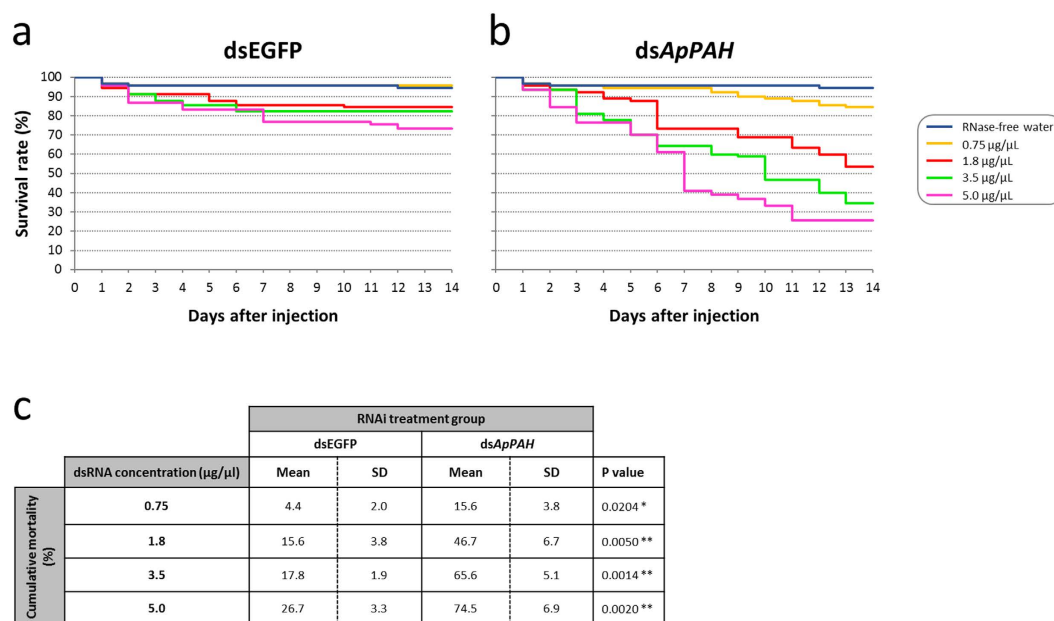 a
dsEGFP
b
dsApPAH
Survival rate (%)
100
90
80
70
60
50
40
30
20
10
0
0 1 2 3 4 5 6 7 8 9 10 11 12 13 14
Days after injection
0 1 2 3 4 5 6 7 8 9 10 11 12 13 14
Days after injection
100
90
80
70
60
50
40
30
20
10
0
RNase-free water
0.75 µg/µL
1.8 µg/µL
3.5 µg/µL
5.0 µg/µL
c
RNAi treatment group
dsEGFP dsApPAH
dsRNA concentration (µg/µl) Mean SD Mean SD P value
Cumulative mortality (%)
0.75 4.4 2.0 15.6 3.8 0.0204 *
1.8 15.6 3.8 46.7 6.7 0.0050 **
3.5 17.8 1.9 65.6 5.1 0.0014 **
5.0 26.7 3.3 74.5 6.9 0.0020 **